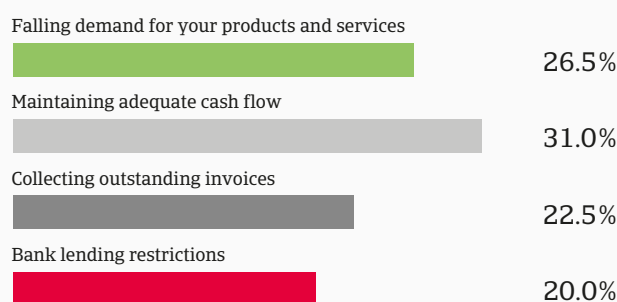 Falling demand for your products and services
26.5%
Maintaining adequate cash flow
31.0%
Collecting outstanding invoices
22.5%
Bank lending restrictions
20.0%